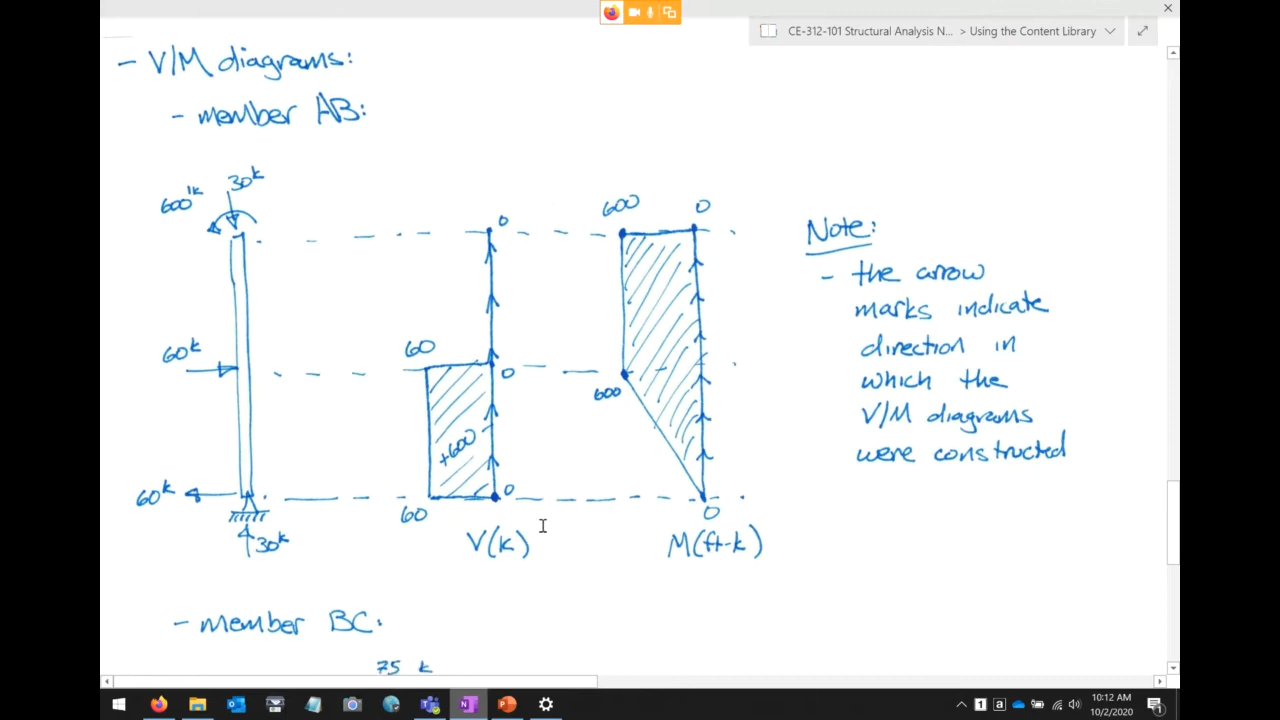 CE-312-101 Structural Analysis N... > Using the Content Library
- V/M diagrams:
- member AB:
600'k
30k
60k
60k
30k
0
60
0
+600
0
60
V(k)
600
0
600
0
M(ft-k)
Note:
- the arrow
marks indicate
direction in
which the
V/M diagrams
were constructed
- member BC:
75 k
10:12 AM
10/2/2020